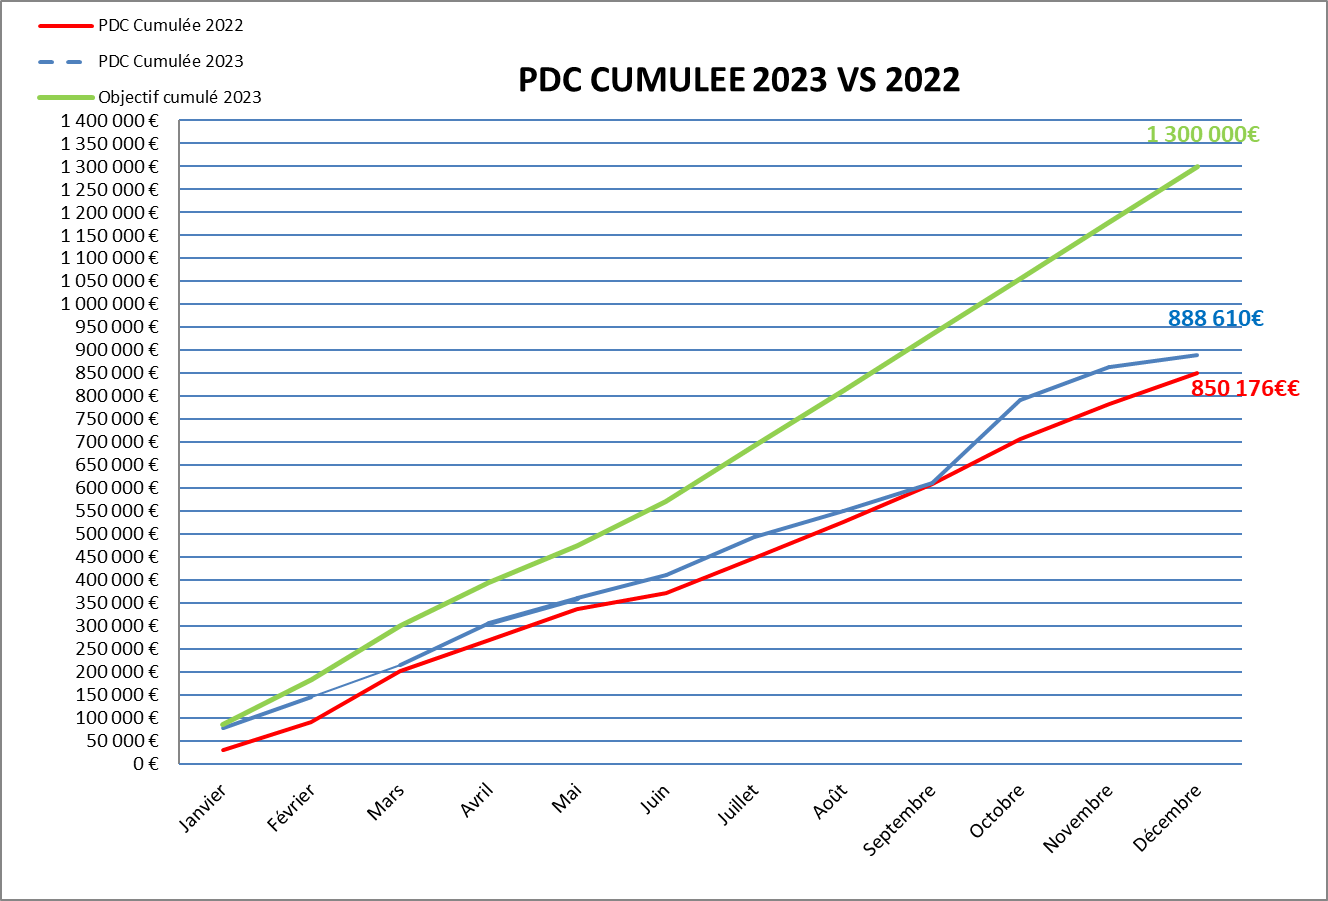 PDC Cumulée 2022
PDC Cumulée 2023
Objectif cumulé 2023
PDC CUMULEE 2023 VS 2022
1 400 000 €
1 350 000 €
1 300 000 €
1 250 000 €
1 200 000 €
1 150 000 €
1 100 000 €
1 050 000 €
1 000 000 €
950 000 €
900 000 €
850 000 €
800 000 €
750 000 €
700 000 €
650 000 €
600 000 €
550 000 €
500 000 €
450 000 €
400 000 €
350 000 €
300 000 €
250 000 €
200 000 €
150 000 €
100 000 €
50 000 €
0 €
1 300 000€
888 610€
850 176€€
Janvier
Février
Mars
Avril
Mai
Juin
Juillet
Août
Septembre
Octobre
Novembre
Décembre